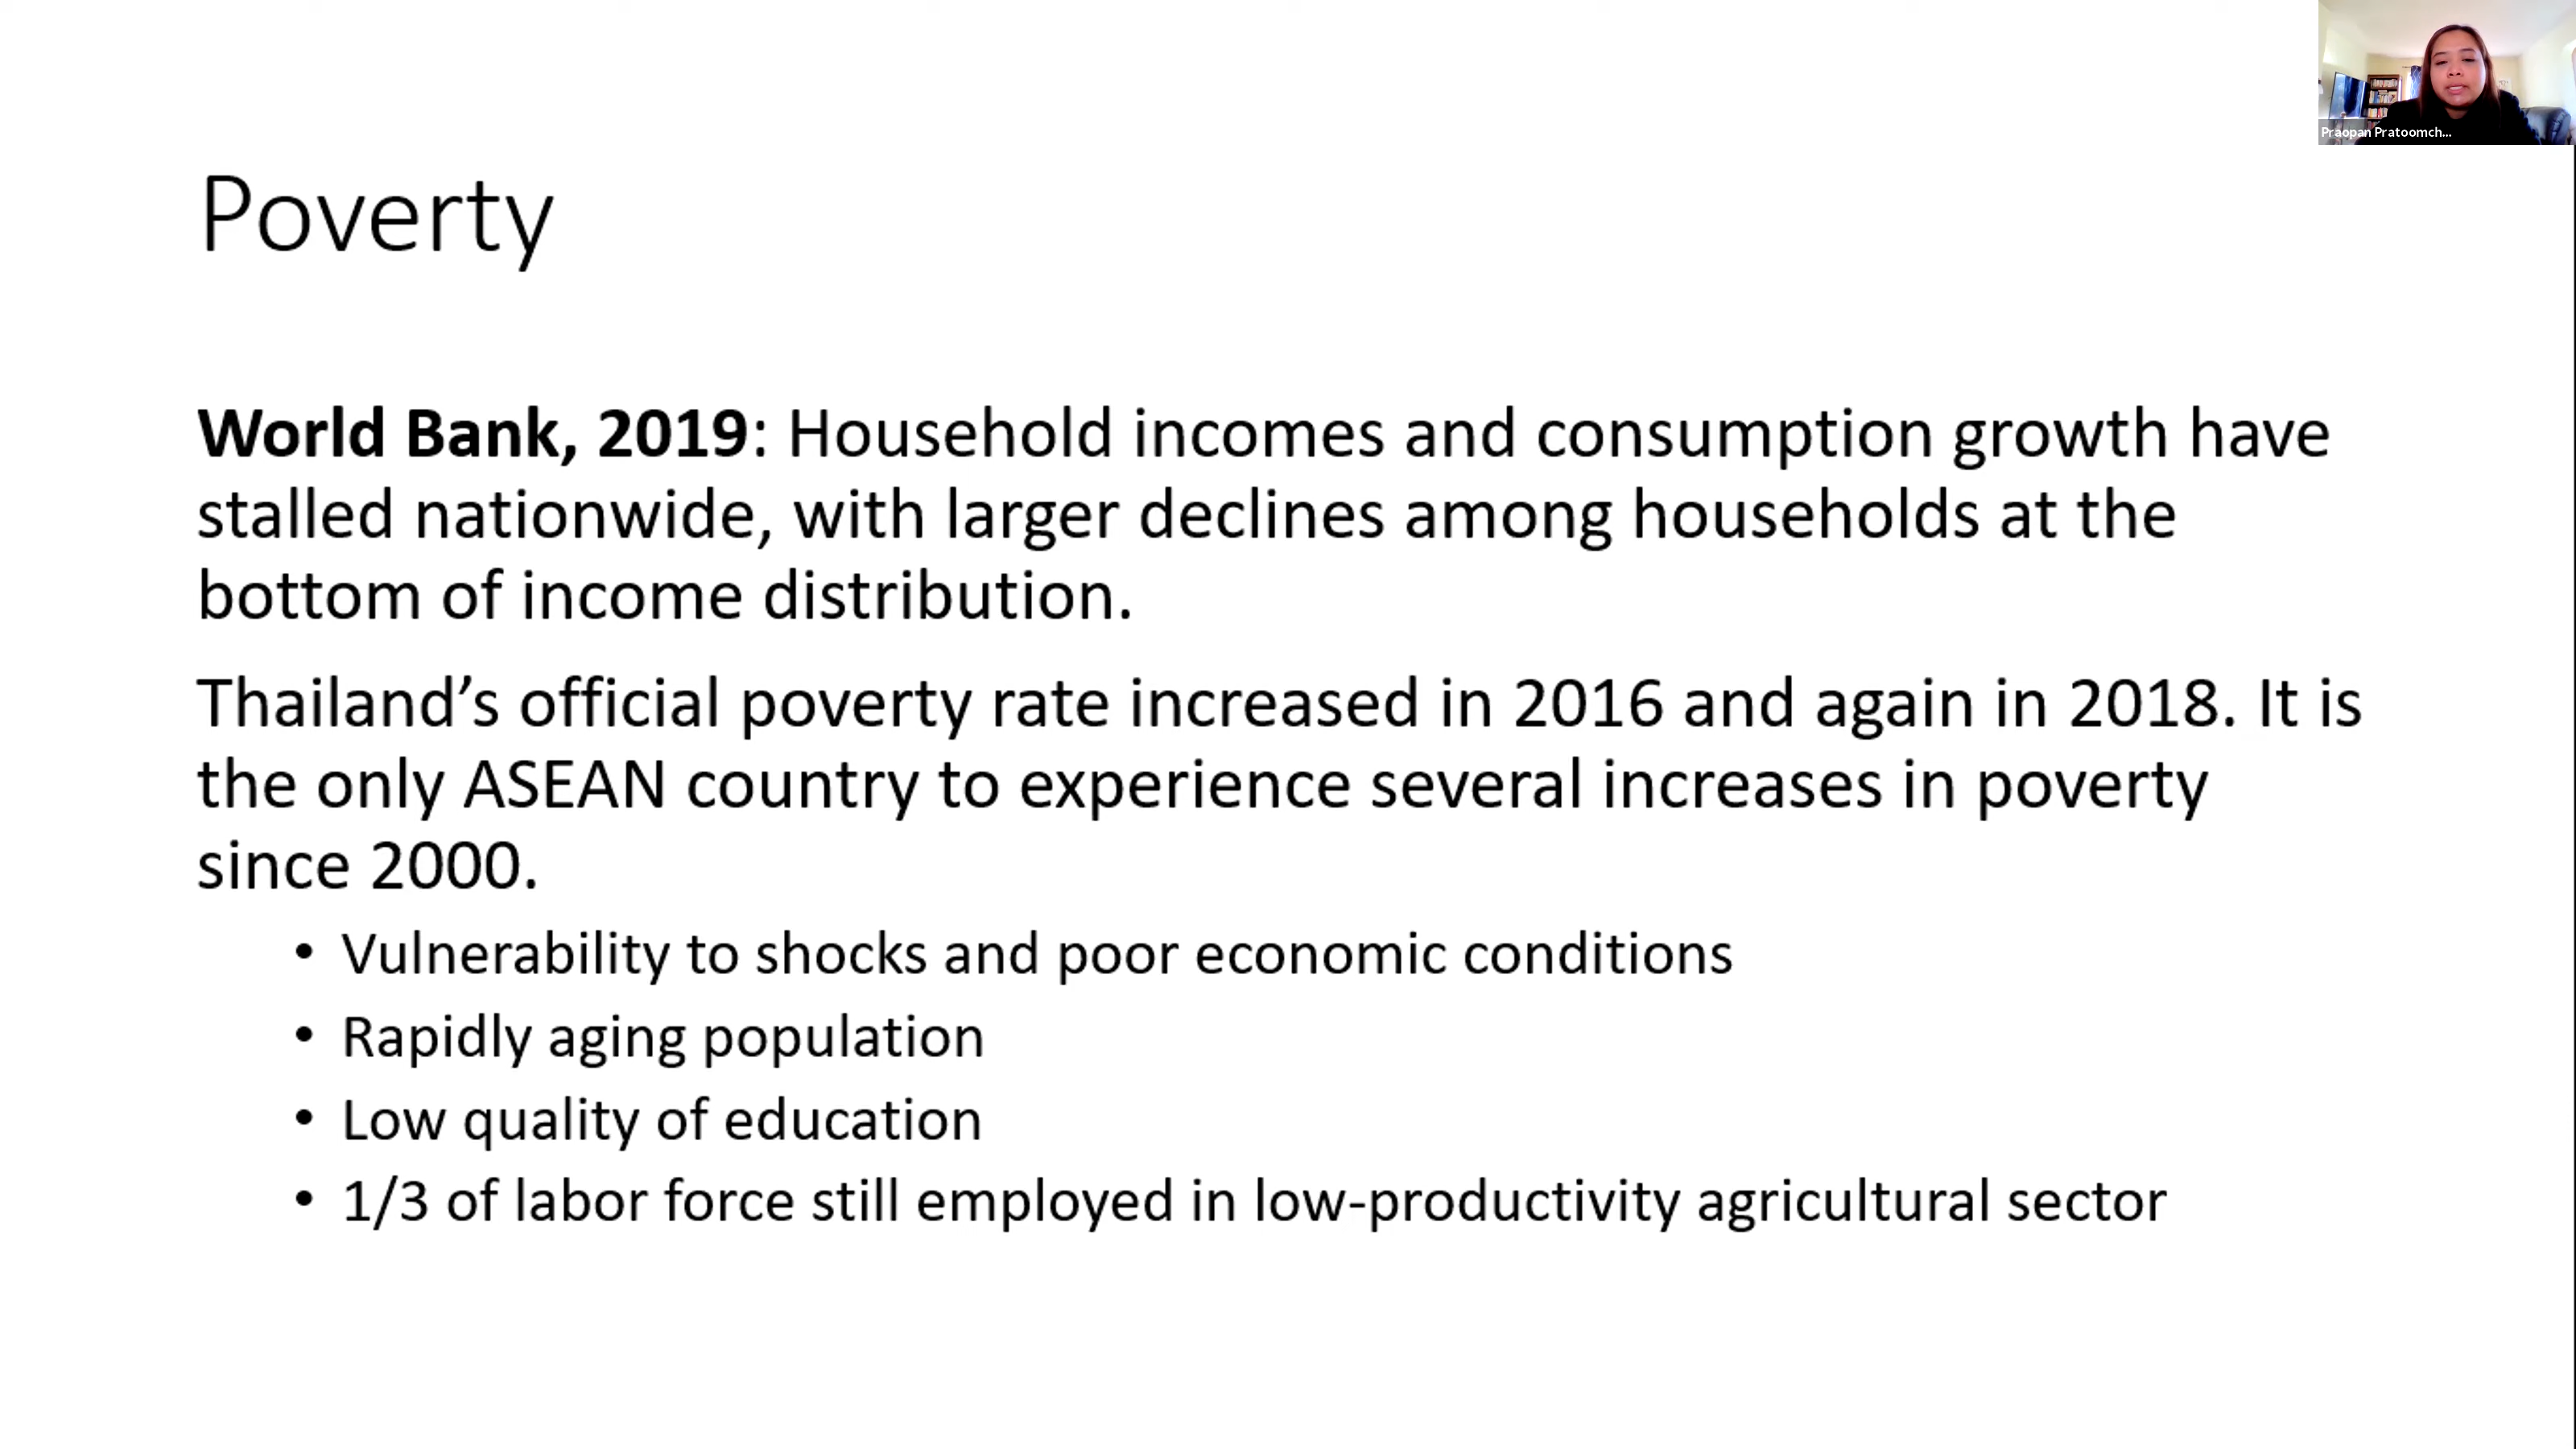 Praopan Pratoomch...
Poverty
World Bank, 2019: Household incomes and consumption growth have
stalled nationwide, with larger declines among households at the
bottom of income distribution.
Thailand’s official poverty rate increased in 2016 and again in 2018. It is
the only ASEAN country to experience several increases in poverty
since 2000.
• Vulnerability to shocks and poor economic conditions
• Rapidly aging population
• Low quality of education
• 1/3 of labor force still employed in low-productivity agricultural sector